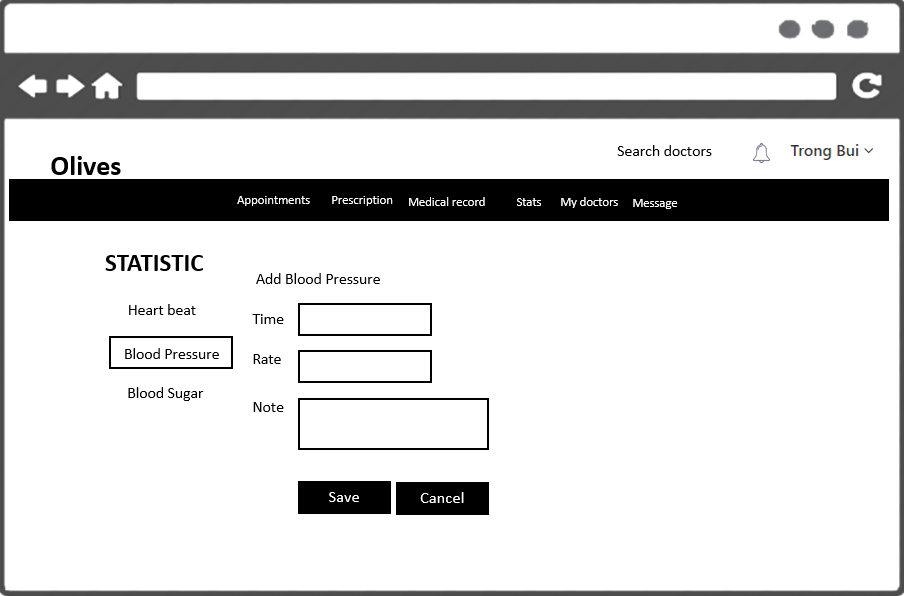 Olives
Search doctors
Trong Bui
Appointments Prescription Medical record Stats My doctors Message
STATISTIC
Heart beat
Blood Pressure
Blood Sugar
Add Blood Pressure
Time
Rate
Note
Save Cancel